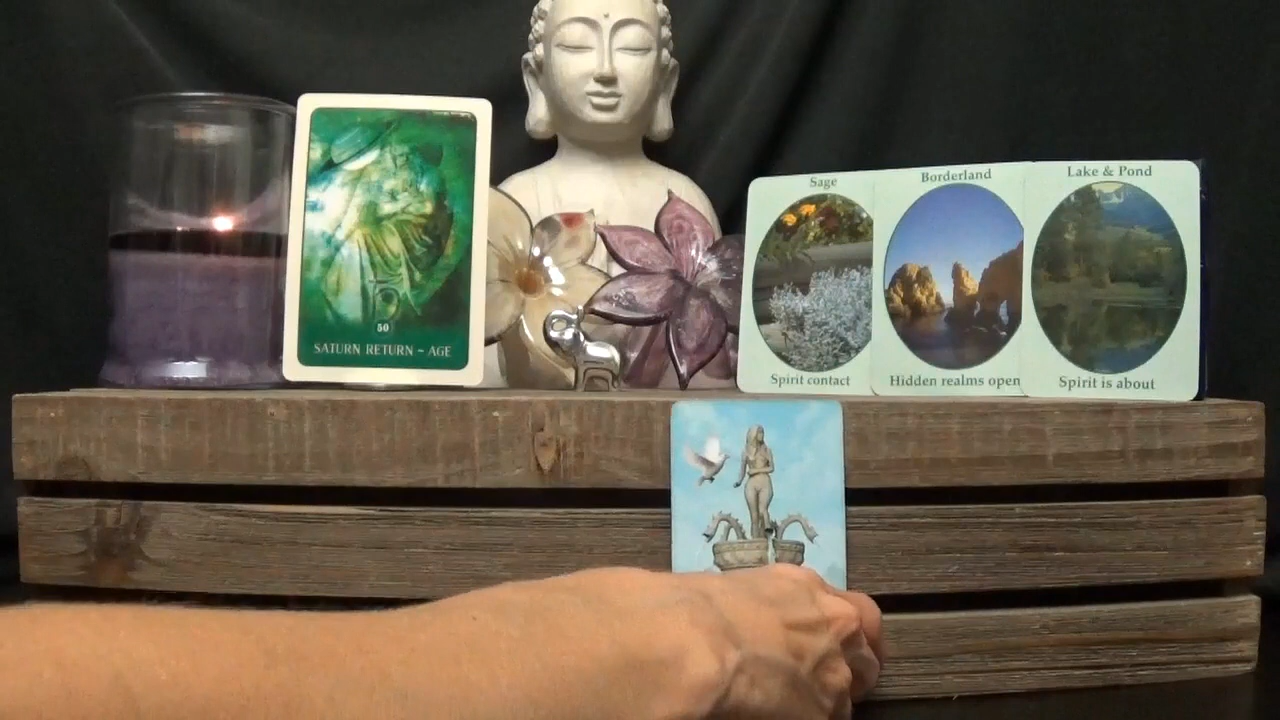 50
SATURN RETURN – AGE
Sage
Spirit contact
Borderland
Hidden realms open
Lake & Pond
Spirit is about